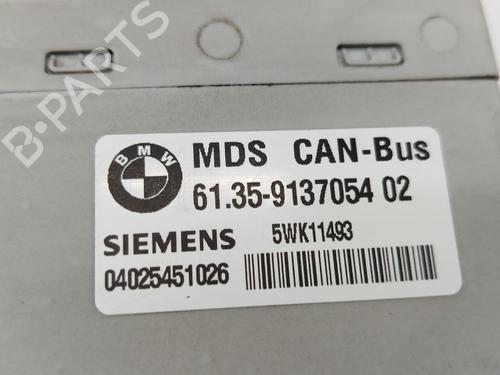 B-PARTS
BMW
MDS CAN-Bus
61.35-9137054 02
SIEMENS 5WK11493
04025451026